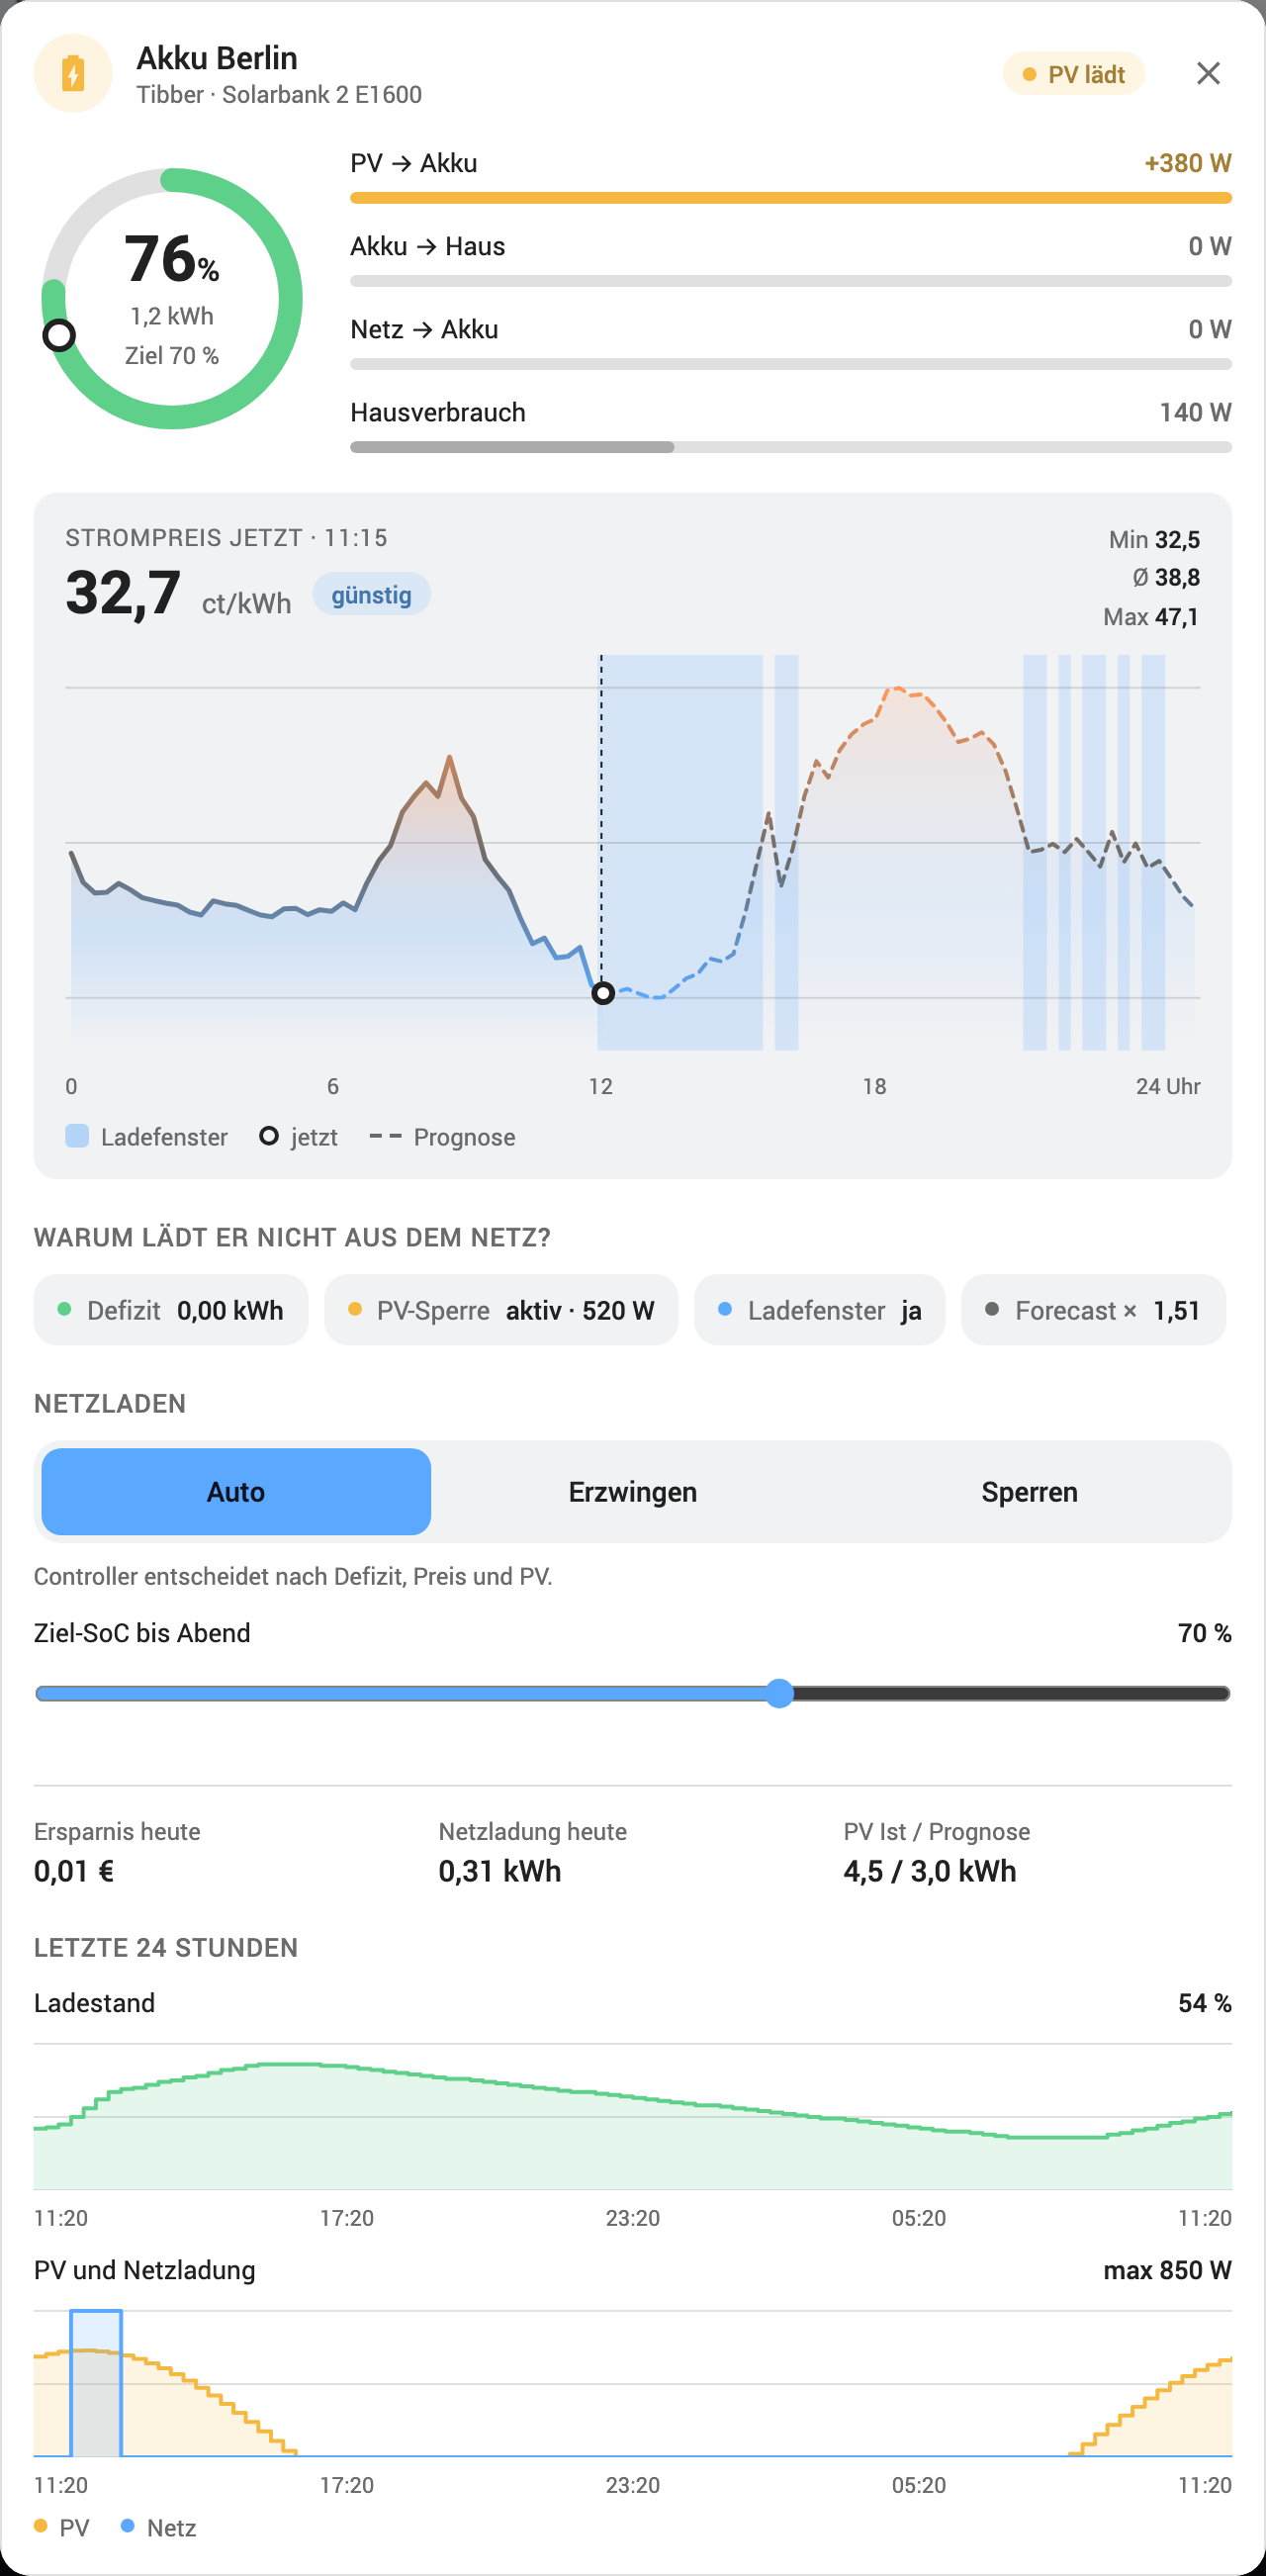 Akku Berlin
Tibber · Solarbank 2 E1600
PV lädt
76%
1,2 kWh
Ziel 70 %
PV → Akku +380 W
Akku → Haus 0 W
Netz → Akku 0 W
Hausverbrauch 140 W
STROMPREIS JETZT · 11:15
32,7 ct/kWh günstig
Min 32,5
Ø 38,8
Max 47,1
0 6 12 18 24 Uhr
Ladefenster jetzt Prognose
WARUM LÄDT ER NICHT AUS DEM NETZ?
Defizit 0,00 kWh PV-Sperre aktiv · 520 W Ladefenster ja Forecast × 1,51
NETZLADEN
Auto Erzwingen Sperren
Controller entscheidet nach Defizit, Preis und PV.
Ziel-SoC bis Abend 70 %
Ersparnis heute Netzladung heute PV Ist / Prognose
0,01 € 0,31 kWh 4,5 / 3,0 kWh
LETZTE 24 STUNDEN
Ladestand 54 %
11:20 17:20 23:20 05:20 11:20
PV und Netzladung max 850 W
11:20 17:20 23:20 05:20 11:20
PV Netz